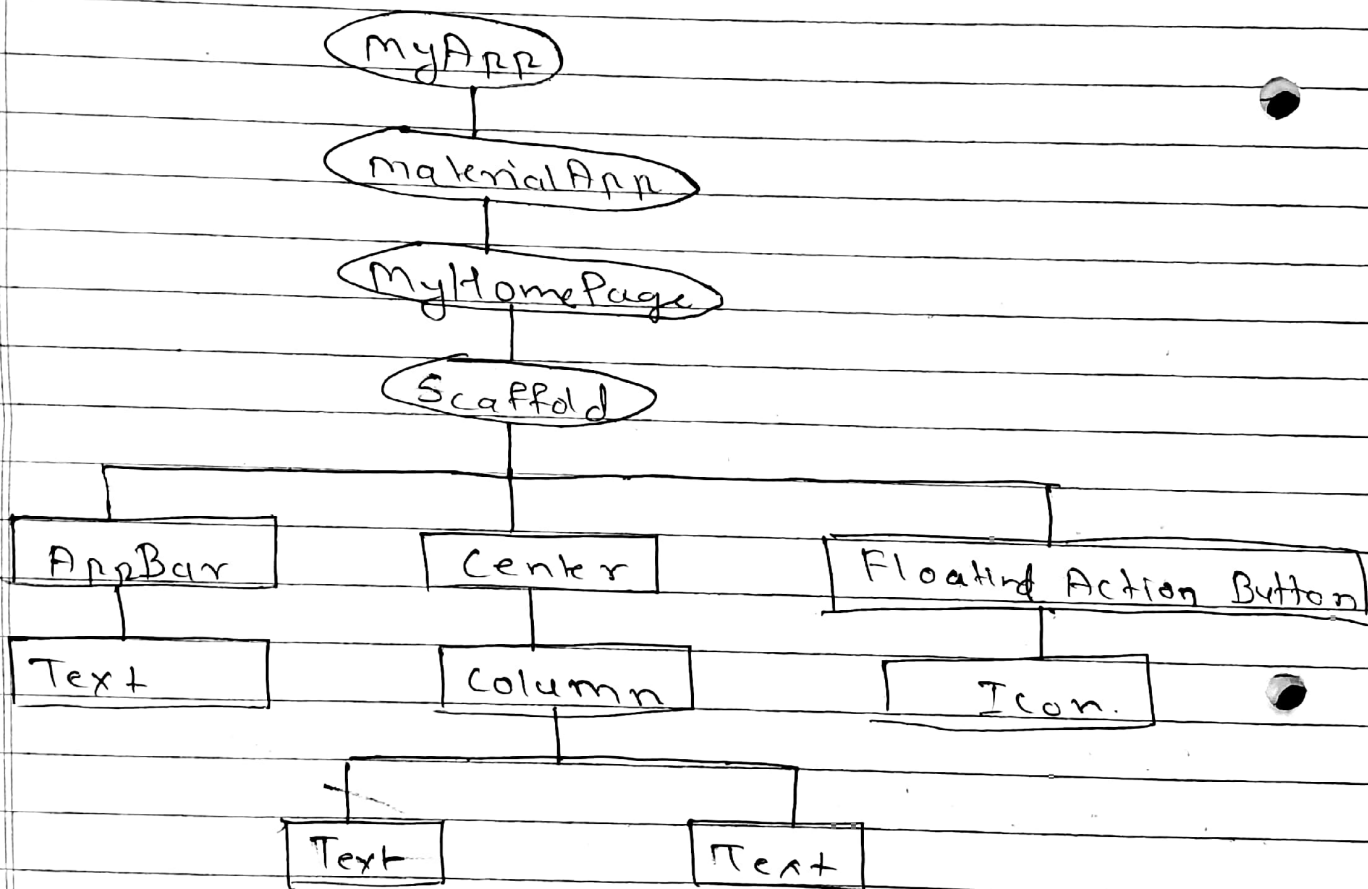 MyApp
MaterialApp
MyHomePage
Scaffold
AppBar Center Floatind Action Button
Text Column Icon.
Text Text